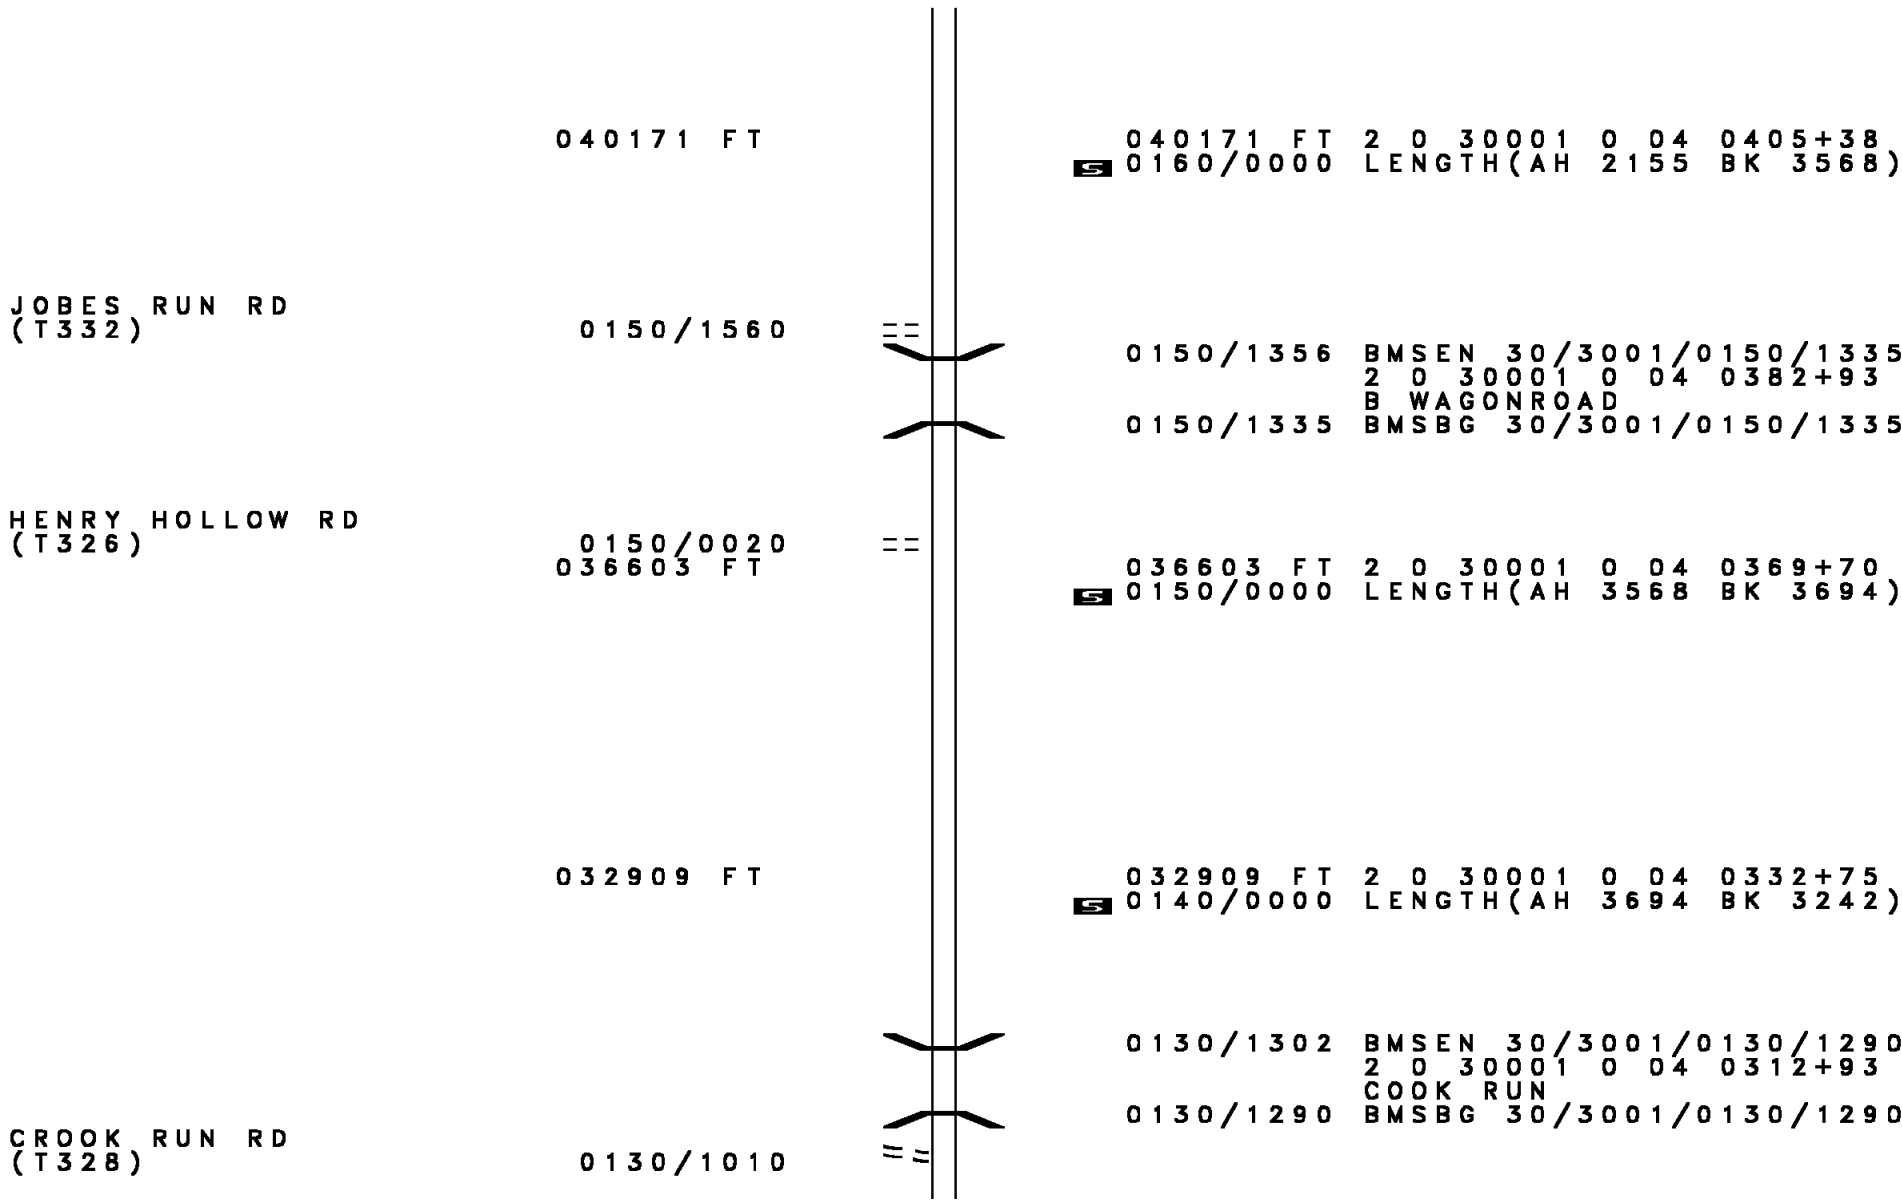 040171 FT 040171 FT 2 0 30001 0 04 0405+38
S 0160/0000 LENGTH(AH 2155 BK 3568)
JOBES RUN RD
(T332) 0150/1560
0150/1356 BMSEN 30/3001/0150/1335
2 0 30001 0 04 0382+93
B WAGONROAD
0150/1335 BMSBG 30/3001/0150/1335
HENRY HOLLOW RD
(T326) 0150/0020
036603 FT 036603 FT 2 0 30001 0 04 0369+70
S 0150/0000 LENGTH(AH 3568 BK 3694)
032909 FT 032909 FT 2 0 30001 0 04 0332+75
S 0140/0000 LENGTH(AH 3694 BK 3242)
0130/1302 BMSEN 30/3001/0130/1290
2 0 30001 0 04 0312+93
COOK RUN
0130/1290 BMSBG 30/3001/0130/1290
CROOK RUN RD
(T328) 0130/1010